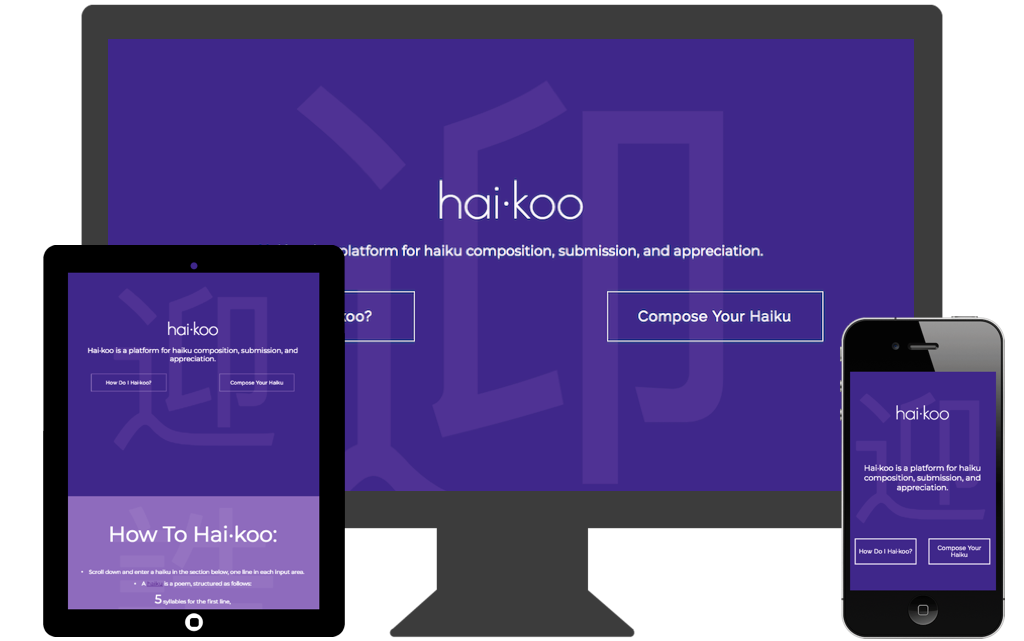 迎
hai·koo
platform for haiku composition, submission, and appreciation.
koo?
Compose Your Haiku
迎
hai·koo
Hai·koo is a platform for haiku composition, submission, and
appreciation.
How Do I Hai·koo?
Compose Your Haiku
How To Hai·koo:
• Scroll down and enter a haiku in the section below, one line in each input area.
• A haiku is a poem, structured as follows:
5 syllables for the first line,
迎
hai·koo
Hai·koo is a platform for haiku
composition, submission, and
appreciation.
How Do I Hai·koo?
Compose Your
Haiku